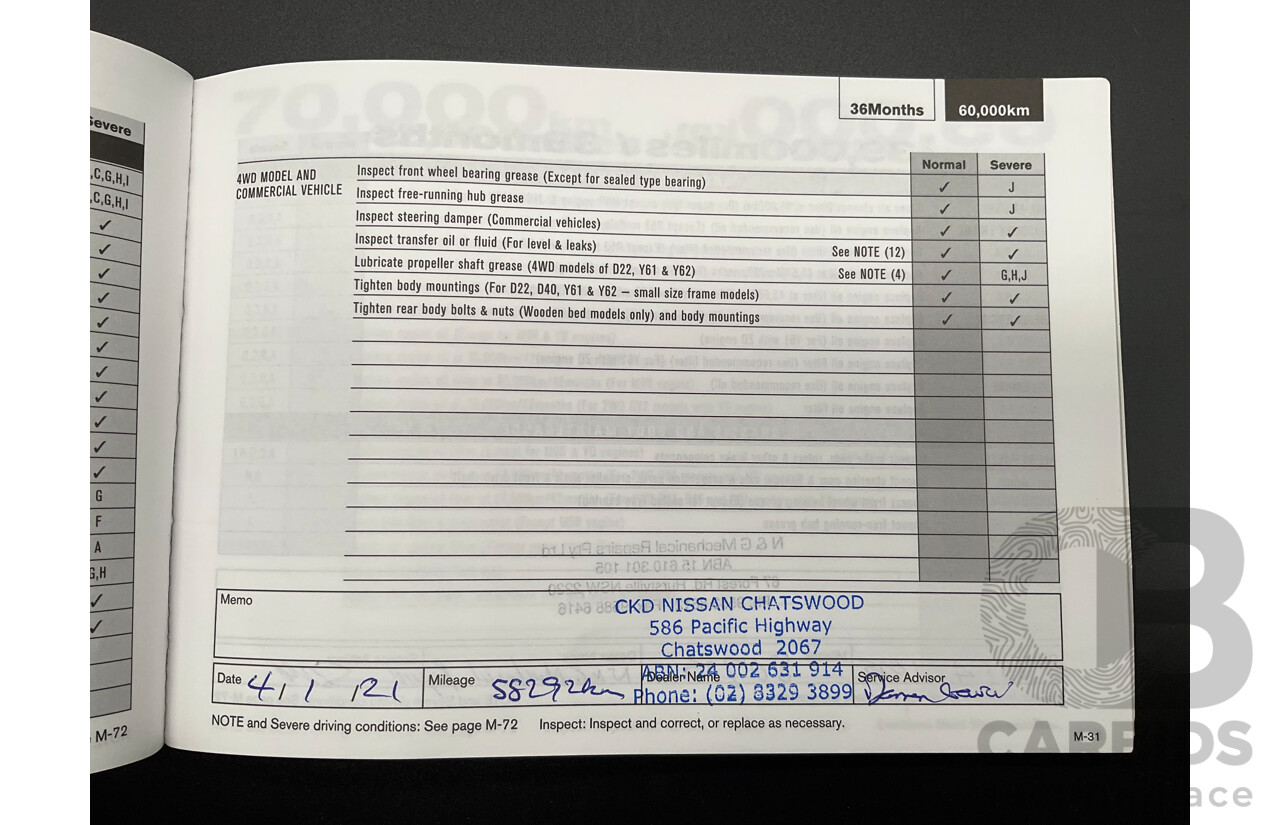 Severe
,C,G,H,I
,C,G,H,I
✓
✓
✓
✓
✓
✓
✓
✓
✓
✓
✓
G
F
A
G,H
✓
✓
M-72
36Months 60,000km
Normal Severe
4WD MODEL AND
COMMERCIAL VEHICLE
Inspect front wheel bearing grease (Except for sealed type bearing) ✓ J
Inspect free-running hub grease ✓ J
Inspect steering damper (Commercial vehicles) ✓ ✓
Inspect transfer oil or fluid (For level & leaks) See NOTE (12) ✓ ✓
Lubricate propeller shaft grease (4WD models of D22, Y61 & Y62) See NOTE (4) ✓ G,H,J
Tighten body mountings (For D22, D40, Y61 & Y62 – small size frame models) ✓ ✓
Tighten rear body bolts & nuts (Wooden bed models only) and body mountings ✓ ✓
Memo
CKD NISSAN CHATSWOOD
586 Pacific Highway
Chatswood 2067
ABN: 24 002 631 914
Phone: (02) 8329 3899
Date 4/1/21 Mileage 58292km Dealer Name Service Advisor
NOTE and Severe driving conditions: See page M-72 Inspect: Inspect and correct, or replace as necessary.
M-31